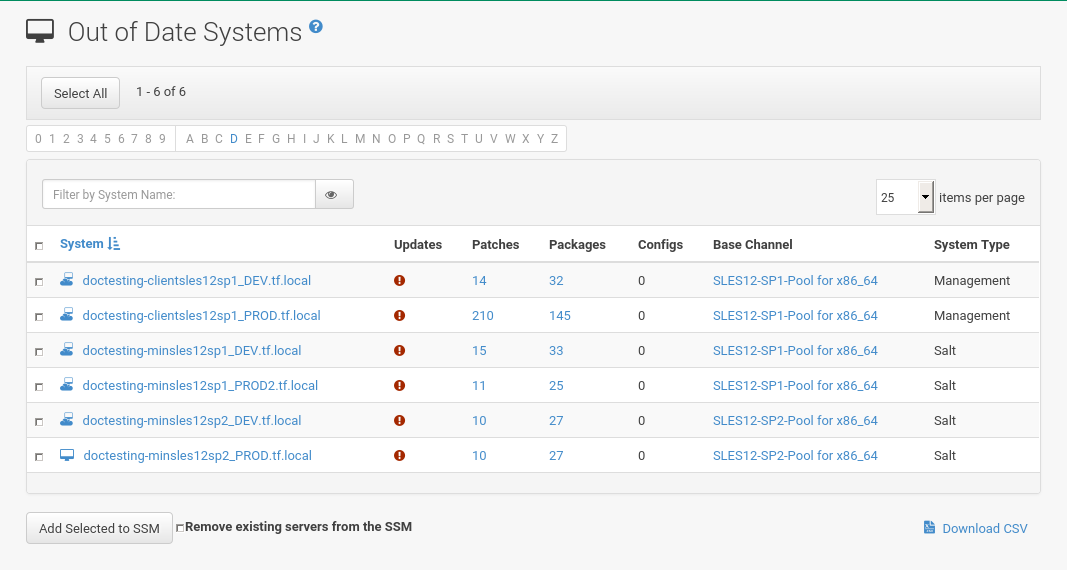 Out of Date Systems ?
Select All 1 - 6 of 6
0 1 2 3 4 5 6 7 8 9 A B C D E F G H I J K L M N O P Q R S T U V W X Y Z
Filter by System Name: 25 items per page
System Updates Patches Packages Configs Base Channel System Type
doctesting-clientsles12sp1_DEV.tf.local 14 32 0 SLES12-SP1-Pool for x86_64 Management
doctesting-clientsles12sp1_PROD.tf.local 210 145 0 SLES12-SP1-Pool for x86_64 Management
doctesting-minsles12sp1_DEV.tf.local 15 33 0 SLES12-SP1-Pool for x86_64 Salt
doctesting-minsles12sp1_PROD2.tf.local 11 25 0 SLES12-SP1-Pool for x86_64 Salt
doctesting-minsles12sp2_DEV.tf.local 10 27 0 SLES12-SP2-Pool for x86_64 Salt
doctesting-minsles12sp2_PROD.tf.local 10 27 0 SLES12-SP2-Pool for x86_64 Salt
Add Selected to SSM Remove existing servers from the SSM Download CSV